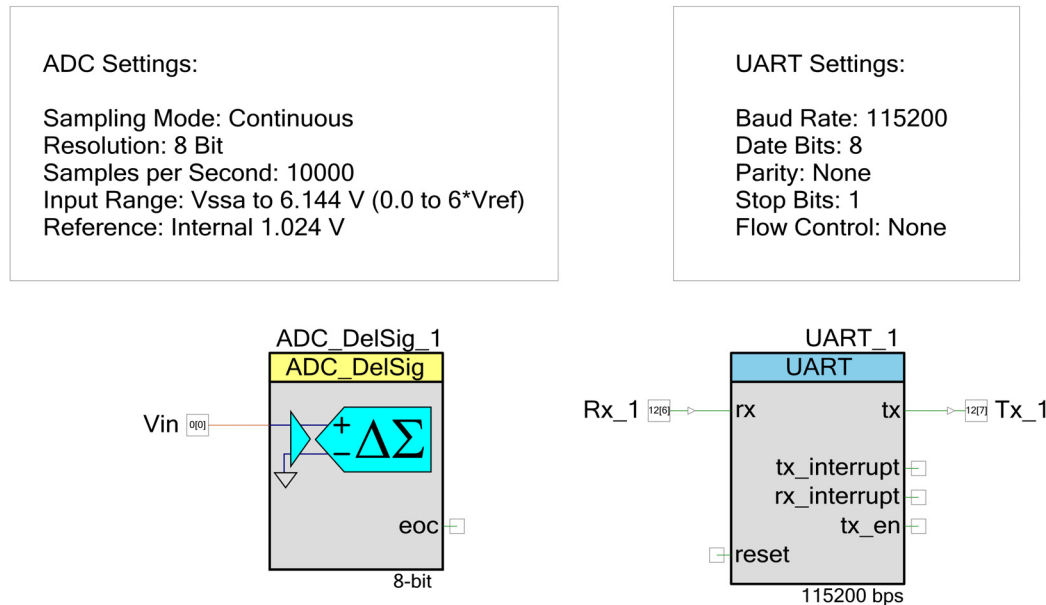 ADC Settings:
Sampling Mode: Continuous
Resolution: 8 Bit
Samples per Second: 10000
Input Range: Vssa to 6.144 V (0.0 to 6*Vref)
Reference: Internal 1.024 V
UART Settings:
Baud Rate: 115200
Date Bits: 8
Parity: None
Stop Bits: 1
Flow Control: None
ADC_DelSig_1
ADC_DelSig
Vin 0[0]
+
ΔΣ
−
eoc
8-bit
UART_1
UART
Rx_1 12[6] rx tx 12[7] Tx_1
tx_interrupt
rx_interrupt
tx_en
reset
115200 bps